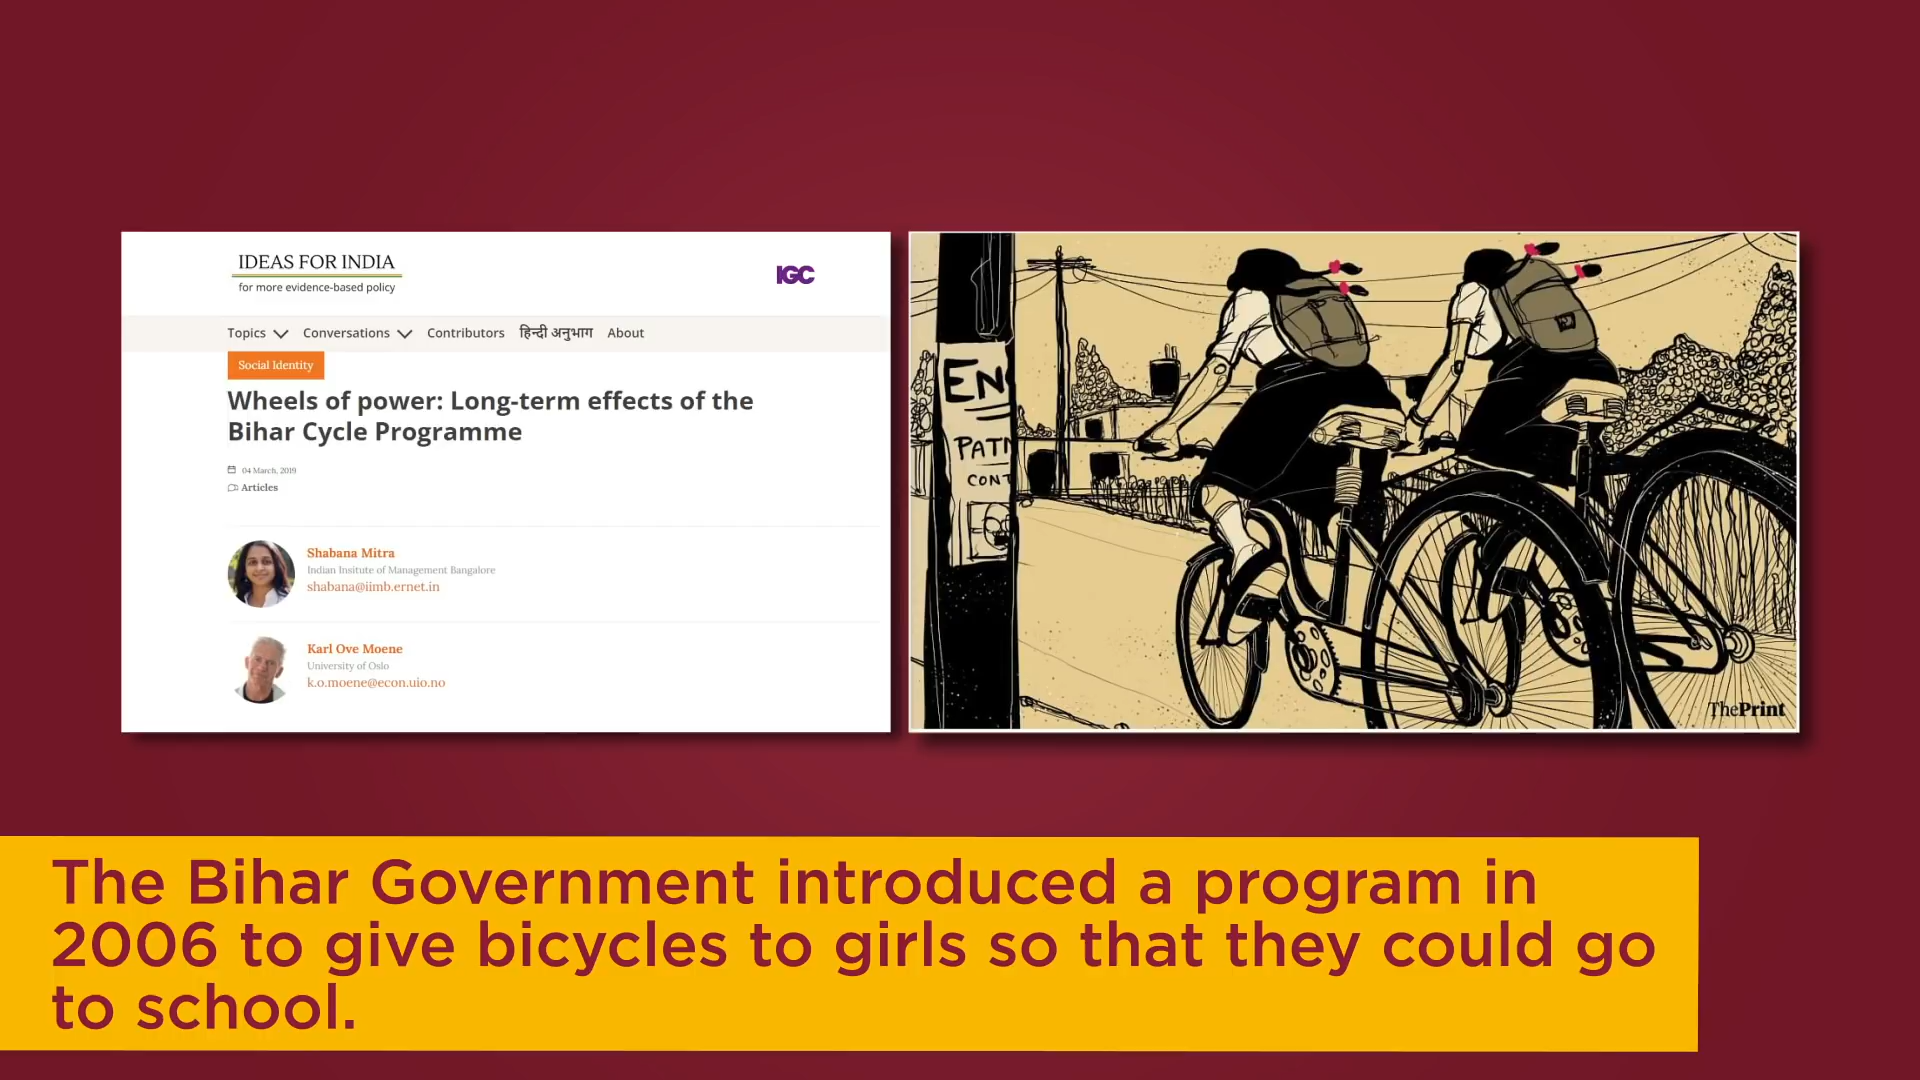 IDEAS FOR INDIA
for more evidence-based policy
IGC
Topics Conversations Contributors हिन्दी अनुभाग About
Social Identity
Wheels of power: Long-term effects of the
Bihar Cycle Programme
04 March, 2019
Articles
Shabana Mitra
Indian Insitute of Management Bangalore
shabana@iimb.ernet.in
Karl Ove Moene
University of Oslo
k.o.moene@econ.uio.no
EN
PATN
CONT
ThePrint
The Bihar Government introduced a program in
2006 to give bicycles to girls so that they could go
to school.